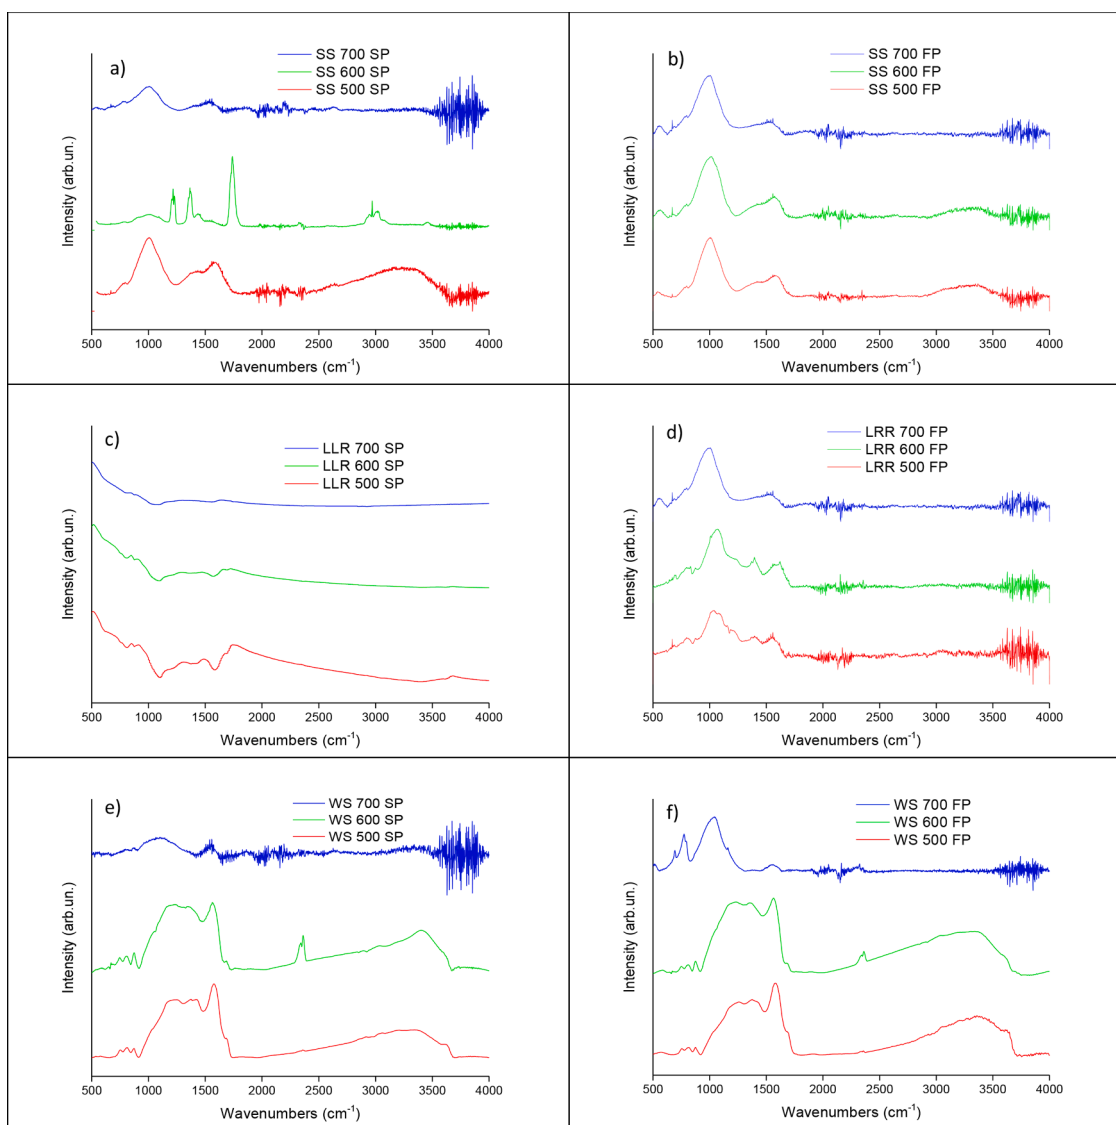 a)
SS 700 SP
SS 600 SP
SS 500 SP
Intensity (arb.un.)
500 1000 1500 2000 2500 3000 3500 4000
Wavenumbers (cm⁻¹)
b)
SS 700 FP
SS 600 FP
SS 500 FP
Intensity (arb.un.)
500 1000 1500 2000 2500 3000 3500 4000
Wavenumbers (cm⁻¹)
c)
LLR 700 SP
LLR 600 SP
LLR 500 SP
Intensity (arb.un.)
500 1000 1500 2000 2500 3000 3500 4000
Wavenumbers (cm⁻¹)
d)
LRR 700 FP
LRR 600 FP
LRR 500 FP
Intensity (arb.un.)
500 1000 1500 2000 2500 3000 3500 4000
Wavenumbers (cm⁻¹)
e)
WS 700 SP
WS 600 SP
WS 500 SP
Intensity (arb.un.)
500 1000 1500 2000 2500 3000 3500 4000
Wavenumbers (cm⁻¹)
f)
WS 700 FP
WS 600 FP
WS 500 FP
Intensity (arb.un.)
500 1000 1500 2000 2500 3000 3500 4000
Wavenumbers (cm⁻¹)